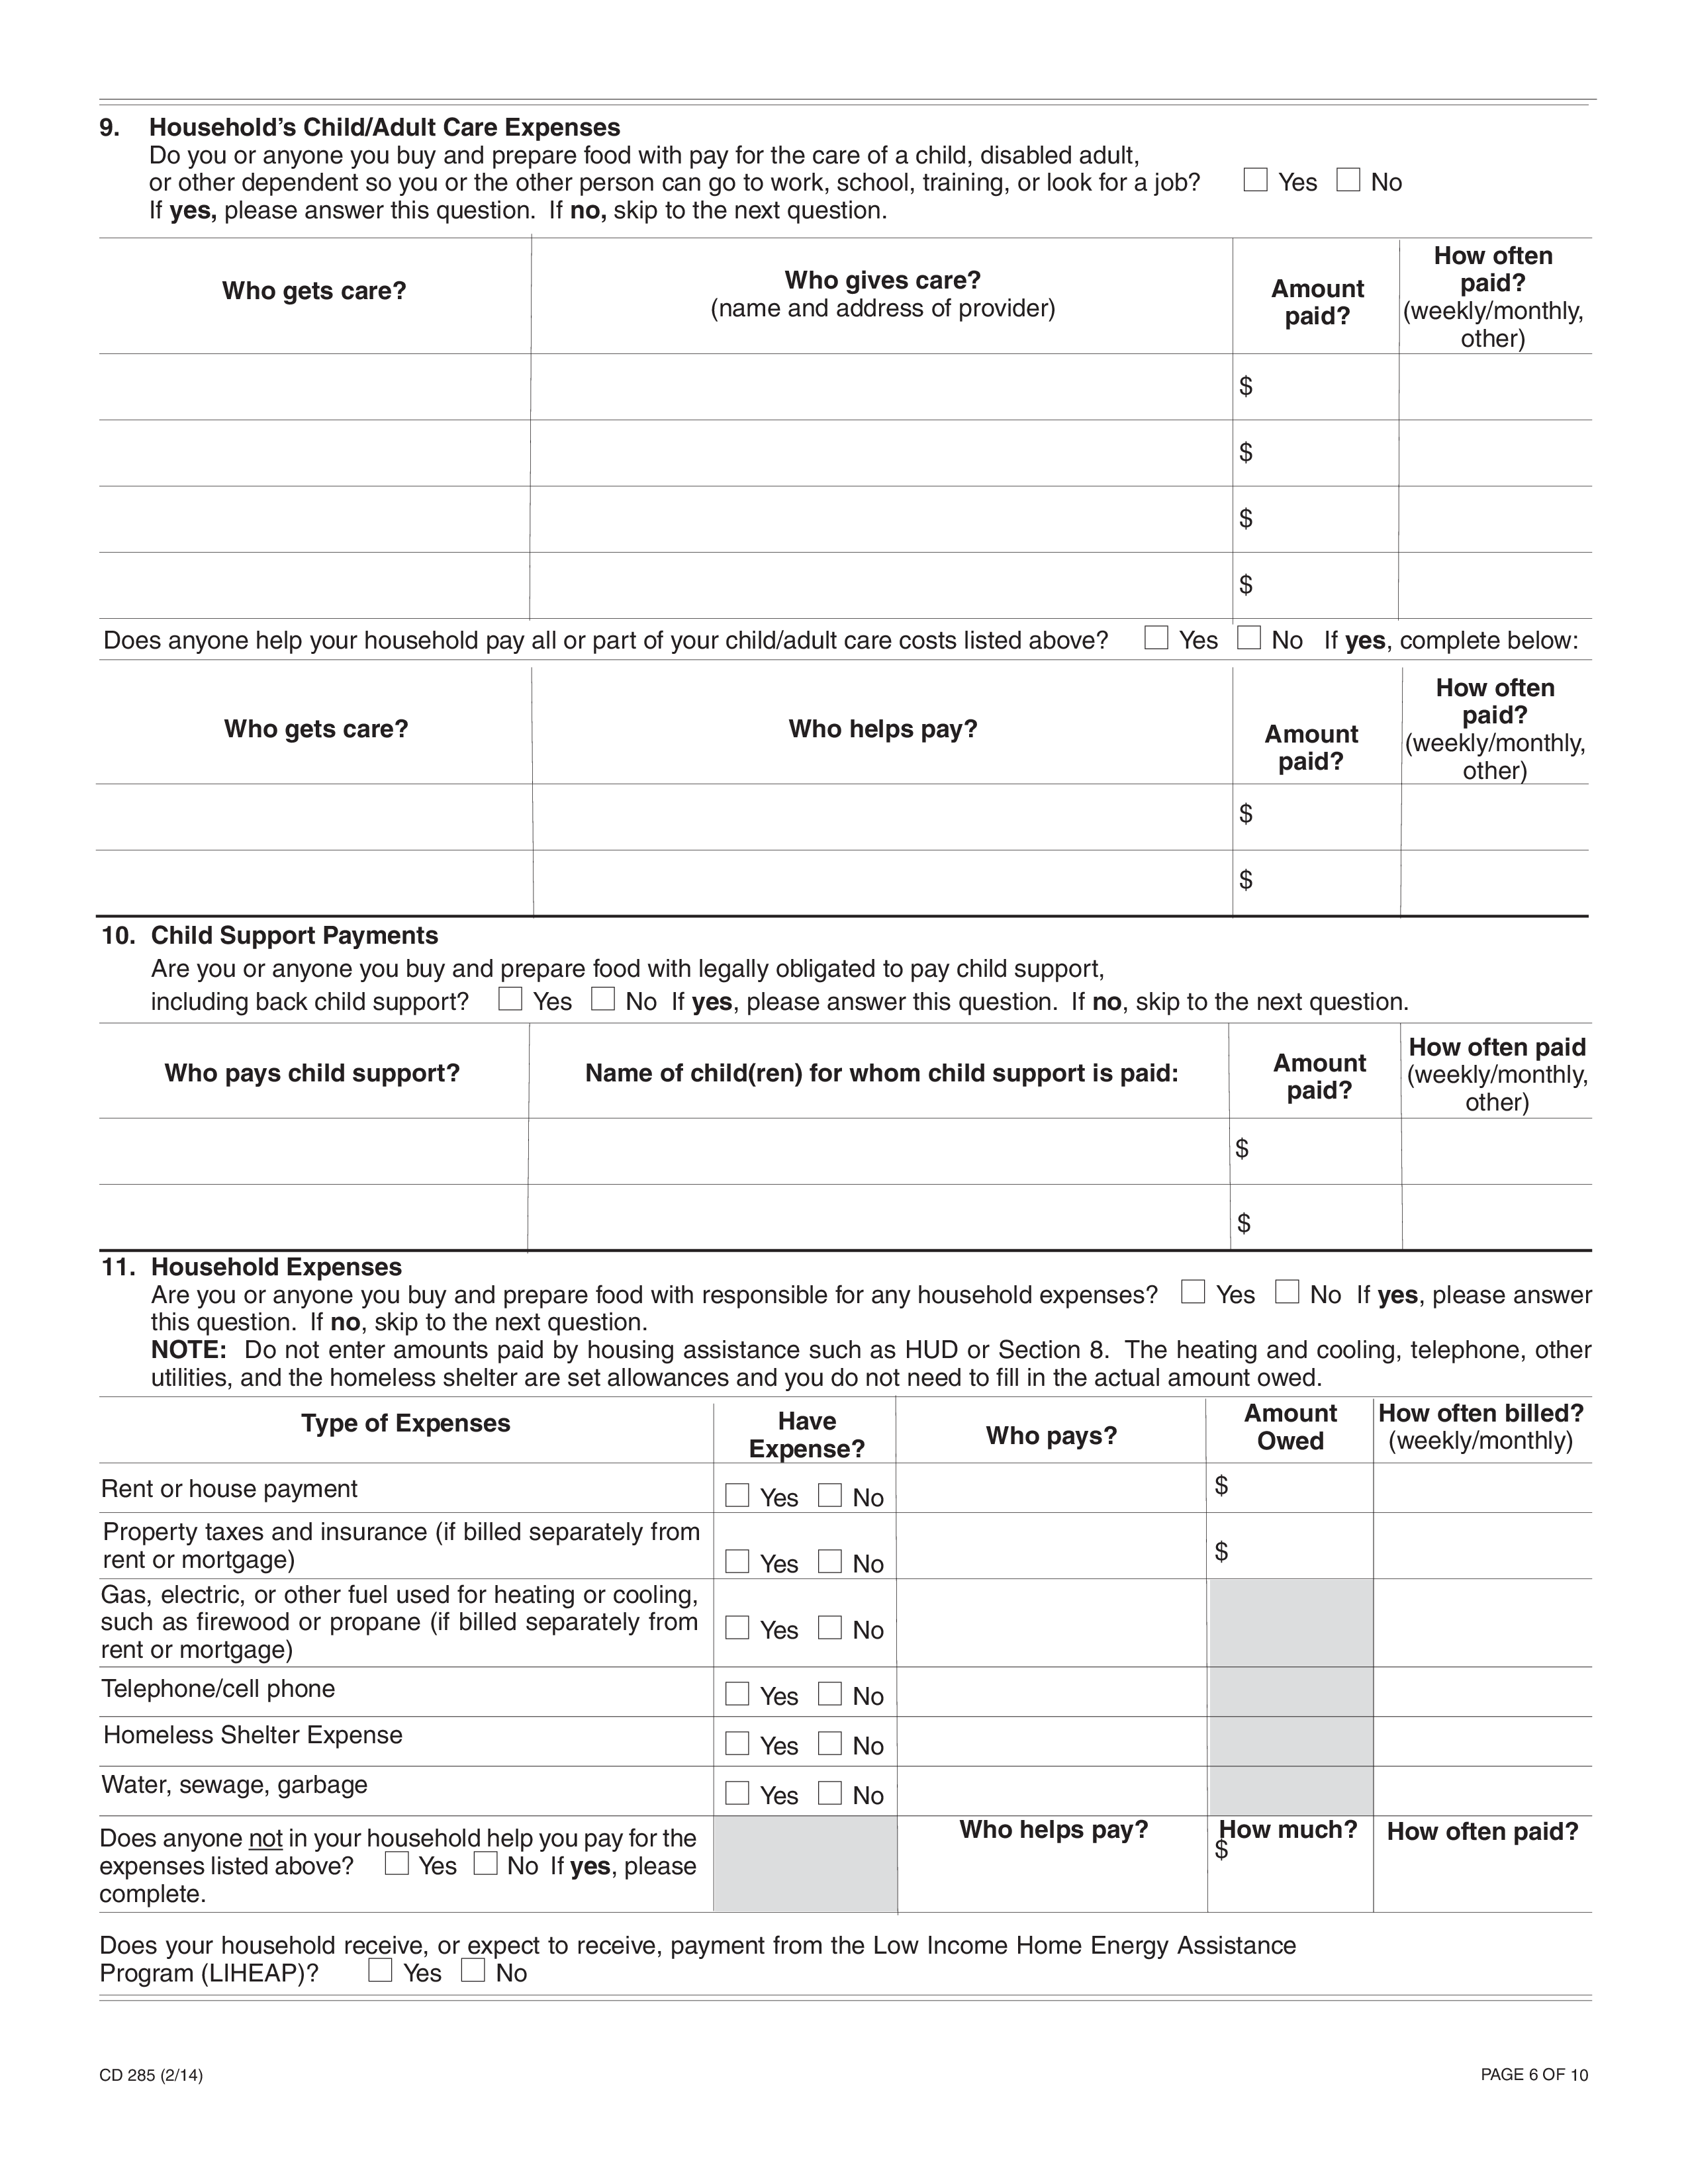 9. Household's Child/Adult Care Expenses
Do you or anyone you buy and prepare food with pay for the care of a child, disabled adult,
or other dependent so you or the other person can go to work, school, training, or look for a job? Yes No
If yes, please answer this question. If no, skip to the next question.
Who gets care?
Who gives care?
(name and address of provider)
Amount
paid?
How often
paid?
(weekly/monthly,
other)
$
$
$
$
Does anyone help your household pay all or part of your child/adult care costs listed above? Yes No If yes, complete below:
Who gets care?
Who helps pay?
Amount
paid?
How often
paid?
(weekly/monthly,
other)
$
$
10. Child Support Payments
Are you or anyone you buy and prepare food with legally obligated to pay child support,
including back child support? Yes No If yes, please answer this question. If no, skip to the next question.
Who pays child support?
Name of child(ren) for whom child support is paid:
Amount
paid?
How often paid
(weekly/monthly,
other)
$
$
11. Household Expenses
Are you or anyone you buy and prepare food with responsible for any household expenses? Yes No If yes, please answer
this question. If no, skip to the next question.
NOTE: Do not enter amounts paid by housing assistance such as HUD or Section 8. The heating and cooling, telephone, other
utilities, and the homeless shelter are set allowances and you do not need to fill in the actual amount owed.
Type of Expenses
Have
Expense?
Who pays?
Amount
Owed
How often billed?
(weekly/monthly)
Rent or house payment
Yes No
$
Property taxes and insurance (if billed separately from
rent or mortgage)
Yes No
$
Gas, electric, or other fuel used for heating or cooling,
such as firewood or propane (if billed separately from
rent or mortgage)
Yes No
Telephone/cell phone
Yes No
Homeless Shelter Expense
Yes No
Water, sewage, garbage
Yes No
Does anyone not in your household help you pay for the
expenses listed above? Yes No If yes, please
complete.
Who helps pay?
How much?
$
How often paid?
Does your household receive, or expect to receive, payment from the Low Income Home Energy Assistance
Program (LIHEAP)? Yes No
CD 285 (2/14)
PAGE 6 OF 10